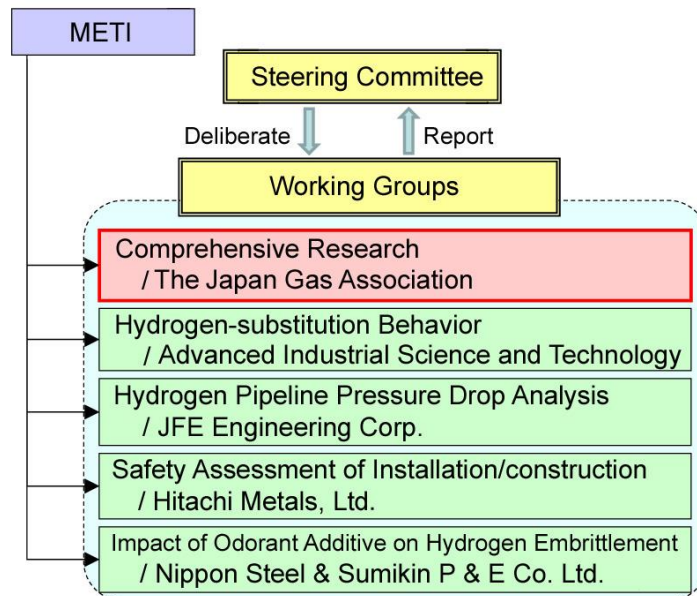 METI
Steering Committee
Deliberate
Report
Working Groups
Comprehensive Research
/ The Japan Gas Association
Hydrogen-substitution Behavior
/ Advanced Industrial Science and Technology
Hydrogen Pipeline Pressure Drop Analysis
/ JFE Engineering Corp.
Safety Assessment of Installation/construction
/ Hitachi Metals, Ltd.
Impact of Odorant Additive on Hydrogen Embrittlement
/ Nippon Steel & Sumikin P & E Co. Ltd.